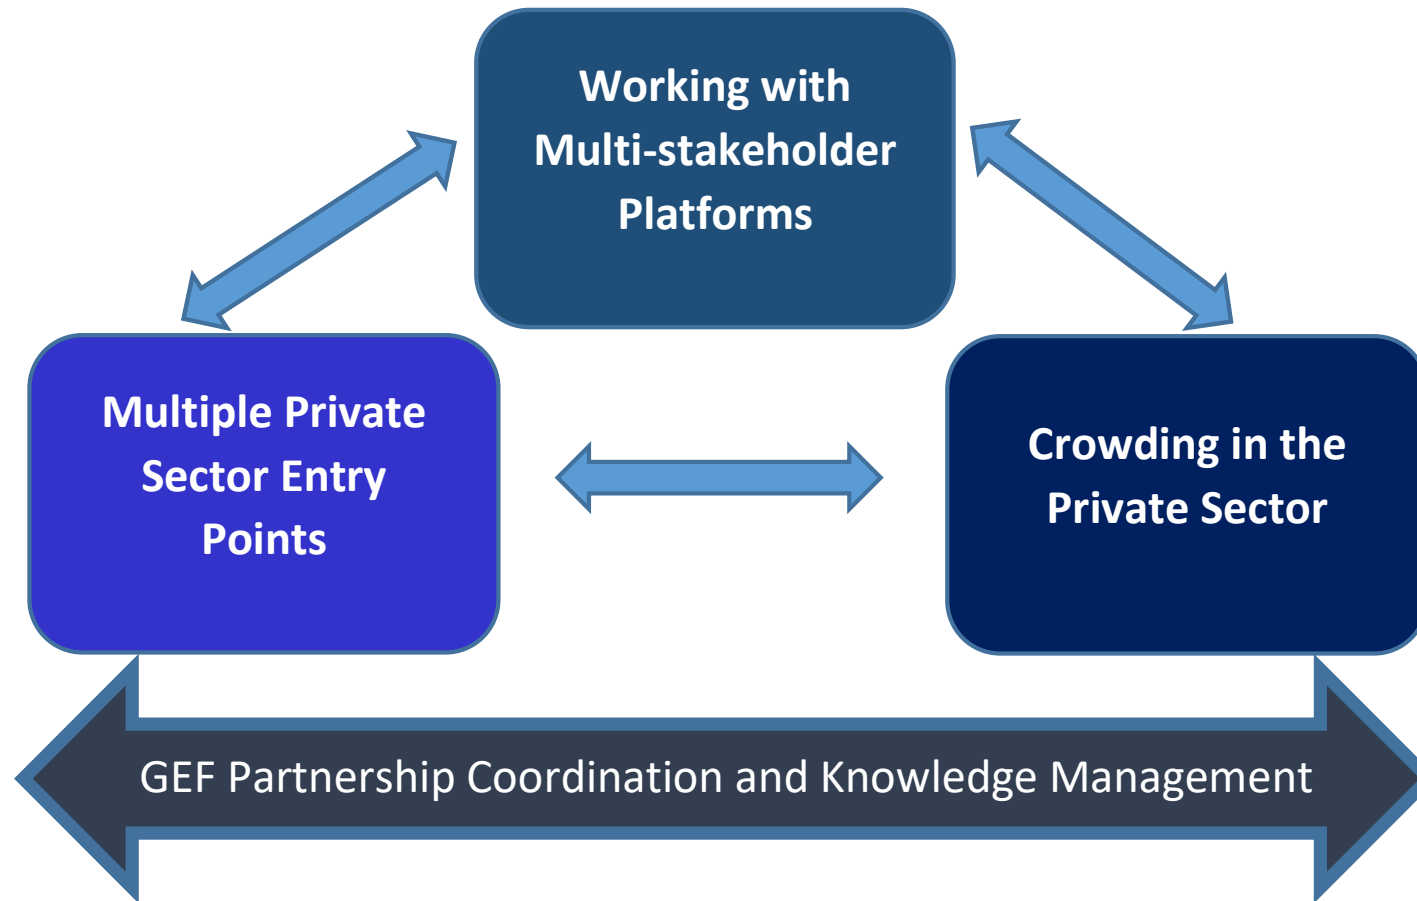 Working with
Multi-stakeholder
Platforms
Multiple Private
Sector Entry
Points
Crowding in the
Private Sector
GEF Partnership Coordination and Knowledge Management